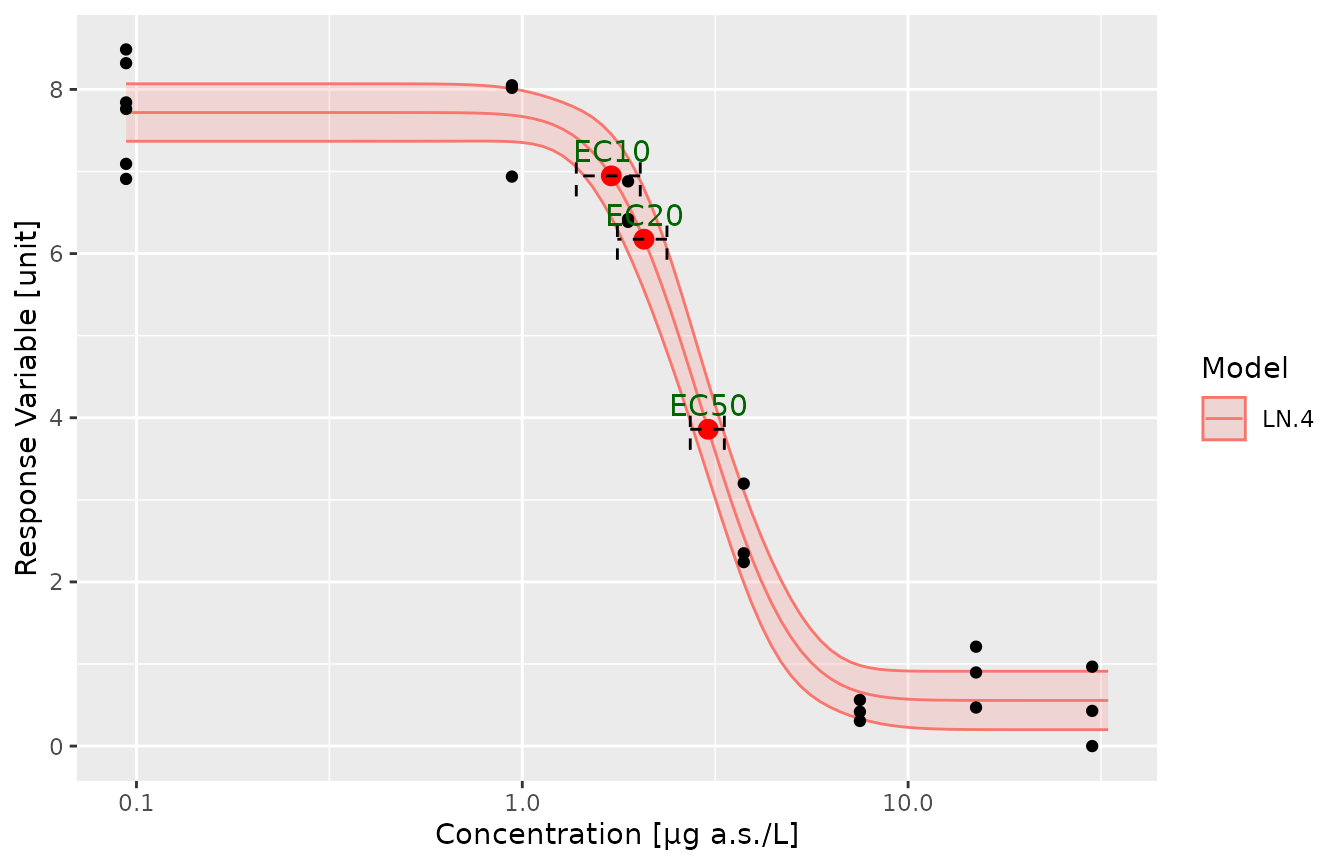 Response Variable [unit]
8
6
4
2
0
EC10
EC20
EC50
0.1
1.0
10.0
Concentration [µg a.s./L]
Model
LN.4